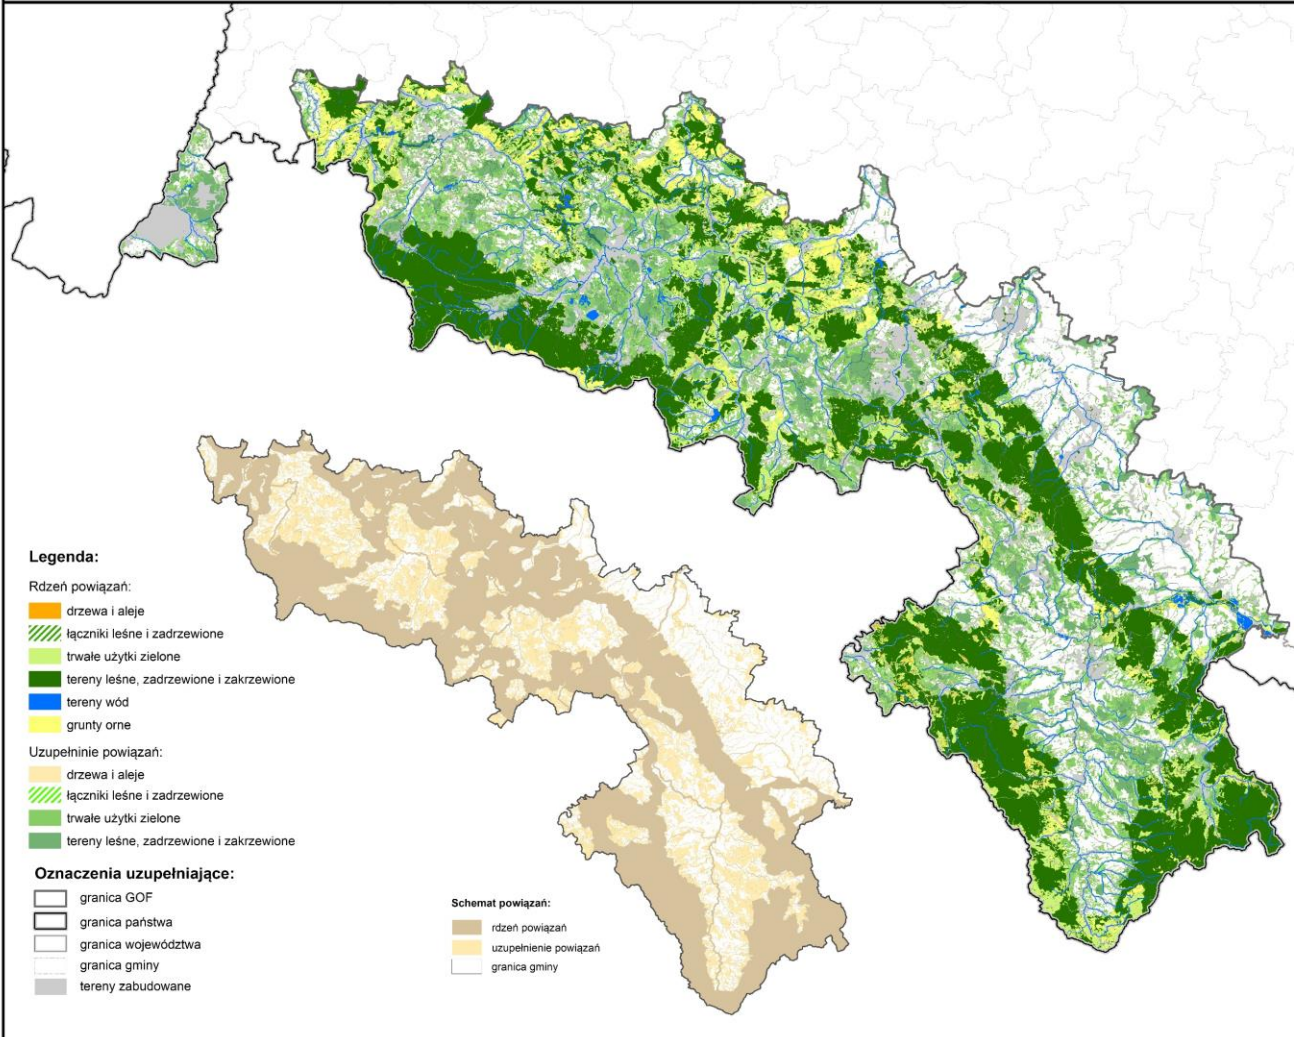 Legenda:
Rdzeń powiązań:
drzewa i aleje
łączniki leśne i zadrzewione
trwałe użytki zielone
tereny leśne, zadrzewione i zakrzewione
tereny wód
grunty orne
Uzupełninie powiązań:
drzewa i aleje
łączniki leśne i zadrzewione
trwałe użytki zielone
tereny leśne, zadrzewione i zakrzewione
Oznaczenia uzupełniające:
granica GOF
granica państwa
granica województwa
granica gminy
tereny zabudowane
Schemat powiązań:
rdzeń powiązań
uzupełnienie powiązań
granica gminy